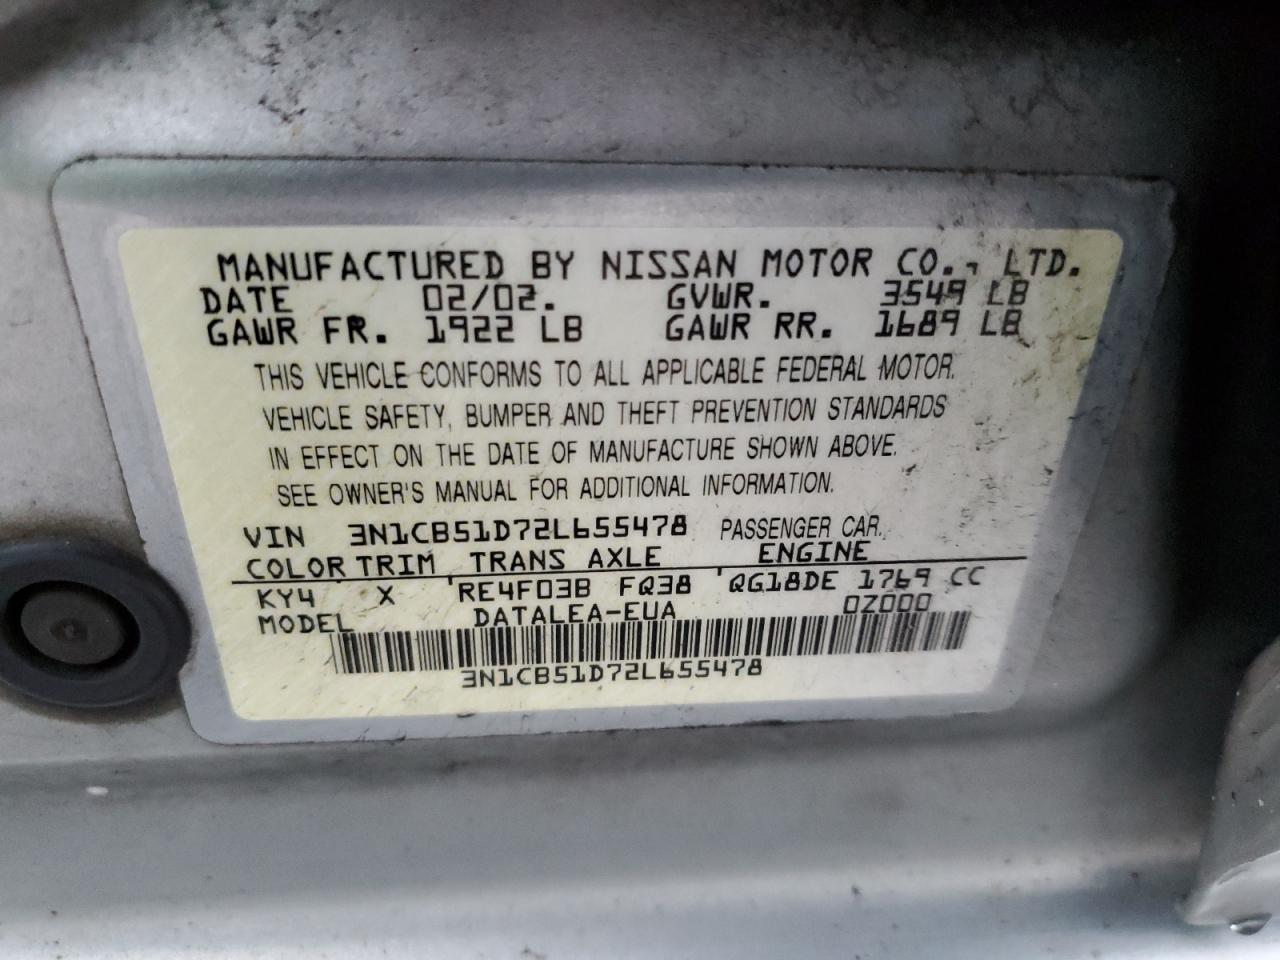 MANUFACTURED BY NISSAN MOTOR CO., LTD.
DATE 02/02. GVWR. 3549 LB
GAWR FR. 1922 LB GAWR RR. 1689 LB
THIS VEHICLE CONFORMS TO ALL APPLICABLE FEDERAL MOTOR.
VEHICLE SAFETY, BUMPER AND THEFT PREVENTION STANDARDS
IN EFFECT ON THE DATE OF MANUFACTURE SHOWN ABOVE.
SEE OWNER'S MANUAL FOR ADDITIONAL INFORMATION.
VIN 3N1CB51D72L655478 PASSENGER CAR.
COLOR TRIM TRANS AXLE ENGINE
KY4 X RE4F03B FQ38 QG18DE 1769 CC
MODEL DATALEA-EUA 0Z000
3N1CB51D72L655478